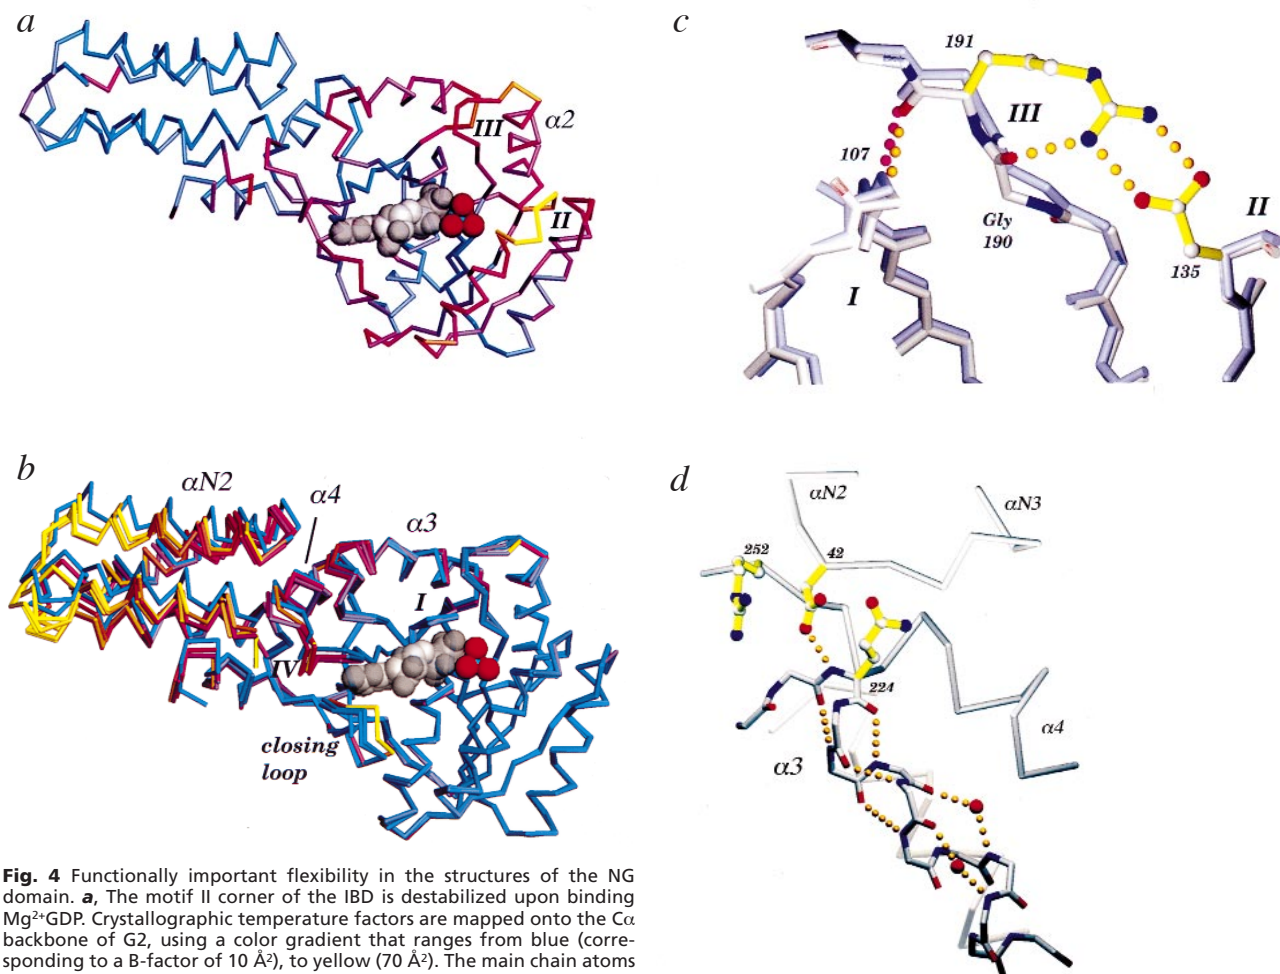 a
III
α2
II
c
191
III
107
Gly
190
II
135
I
b
αN2
α4
α3
I
IV
closing
loop
d
αN2
αN3
252
42
224
α4
α3
Fig. 4 Functionally important flexibility in the structures of the NG
domain. a, The motif II corner of the IBD is destabilized upon binding
Mg²⁺GDP. Crystallographic temperature factors are mapped onto the Cα
backbone of G2, using a color gradient that ranges from blue (corre-
sponding to a B-factor of 10 Å²), to yellow (70 Å²). The main chain atoms